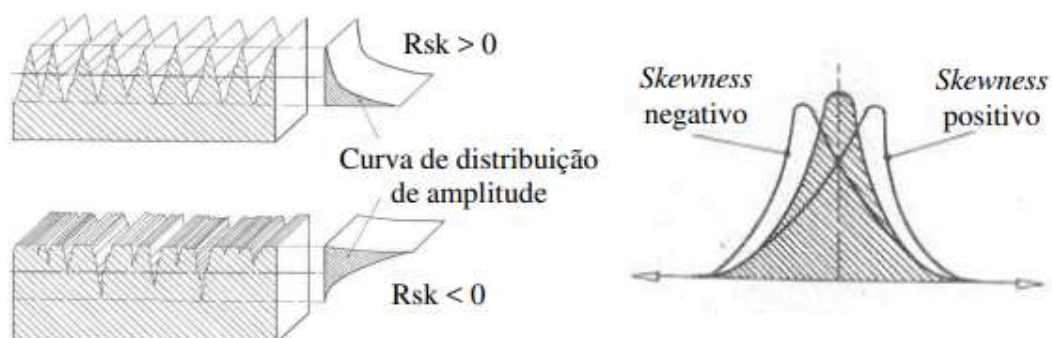 Rsk > 0
Curva de distribuição
de amplitude
Rsk < 0
Skewness
negativo
Skewness
positivo